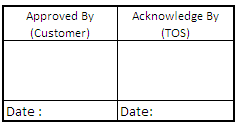 Approved By
(Customer)
Acknowledge By
(TOS)
Date :
Date: